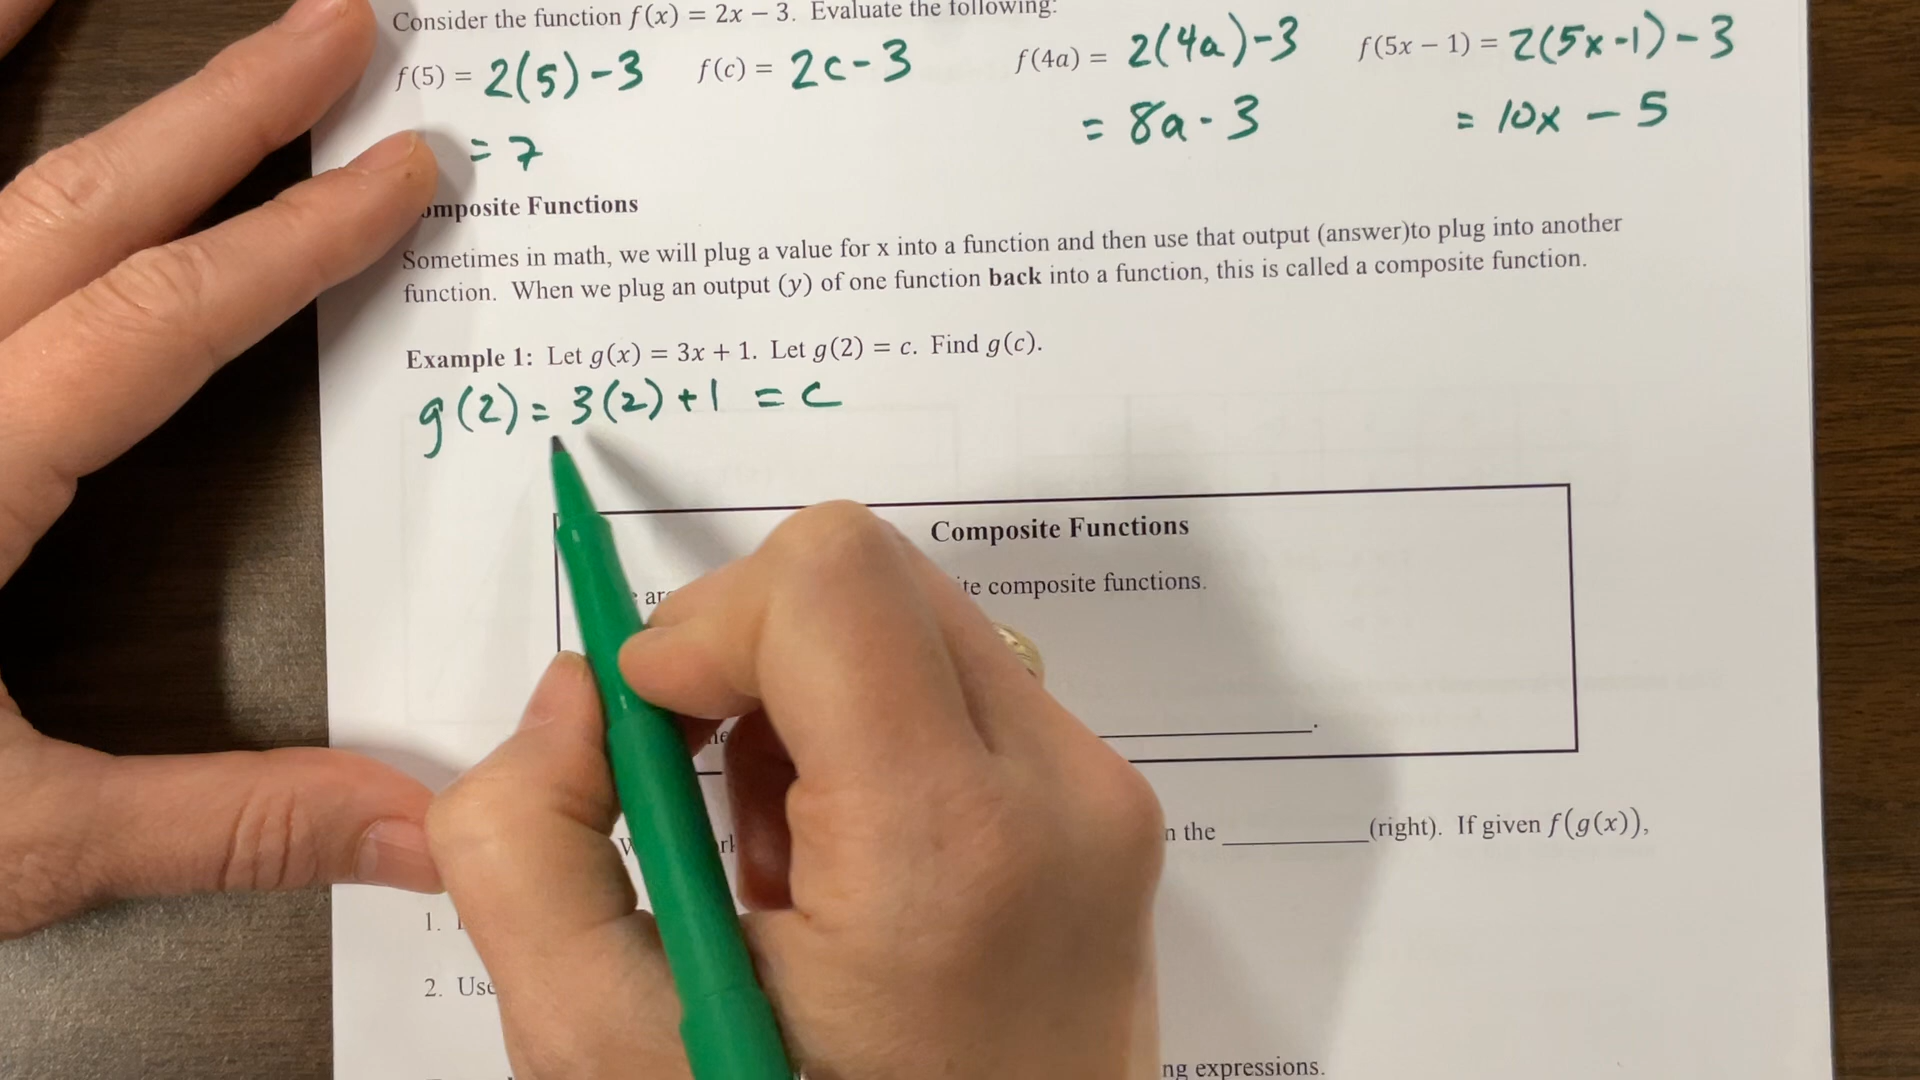 Consider the function f(x) = 2x − 3. Evaluate the following:
f(5) = 2(5)-3 f(c) = 2c-3 f(4a) = 2(4a)-3 f(5x − 1) = 2(5x-1)-3
= 7 = 8a - 3 = 10x - 5
Functions
Sometimes in math, we will plug a value for x into a function and then use that output (answer)to plug into another
function. When we plug an output (y) of one function back into a function, this is called a composite function.
Example 1: Let g(x) = 3x + 1. Let g(2) = c. Find g(c).
g(2) = 3(2)+1 = c
Composite Functions
composite functions.
.
the __________(right). If given f(g(x)),
1.
2.
expressions.